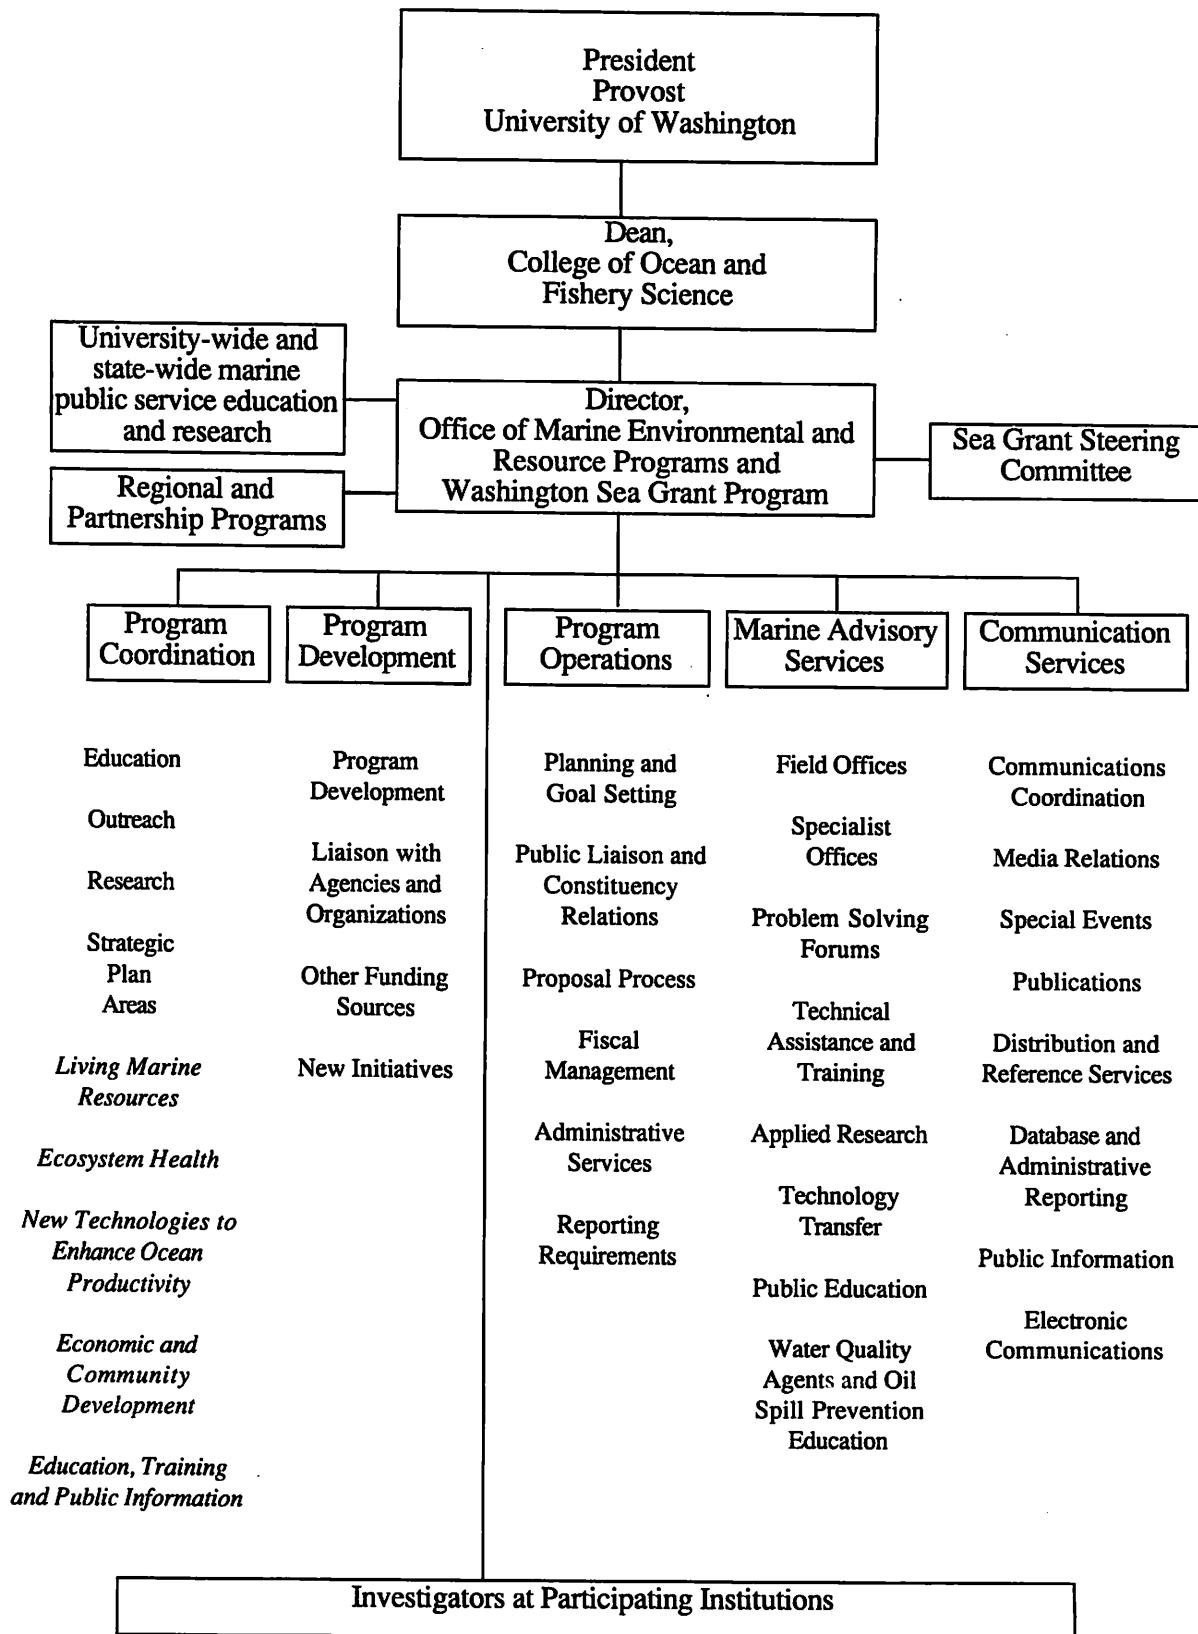 President
Provost
University of Washington
Dean,
College of Ocean and
Fishery Science
University-wide and
state-wide marine
public service education
and research
Director,
Office of Marine Environmental and
Resource Programs and
Washington Sea Grant Program
Sea Grant Steering
Committee
Regional and
Partnership Programs
Program
Coordination
Program
Development
Program
Operations
Marine Advisory
Services
Communication
Services
Education
Outreach
Research
Strategic
Plan
Areas
Living Marine
Resources
Ecosystem Health
New Technologies to
Enhance Ocean
Productivity
Economic and
Community
Development
Education, Training
and Public Information
Program
Development
Liaison with
Agencies and
Organizations
Other Funding
Sources
New Initiatives
Planning and
Goal Setting
Public Liaison and
Constituency
Relations
Proposal Process
Fiscal
Management
Administrative
Services
Reporting
Requirements
Field Offices
Specialist
Offices
Problem Solving
Forums
Technical
Assistance and
Training
Applied Research
Technology
Transfer
Public Education
Water Quality
Agents and Oil
Spill Prevention
Education
Communications
Coordination
Media Relations
Special Events
Publications
Distribution and
Reference Services
Database and
Administrative
Reporting
Public Information
Electronic
Communications
Investigators at Participating Institutions